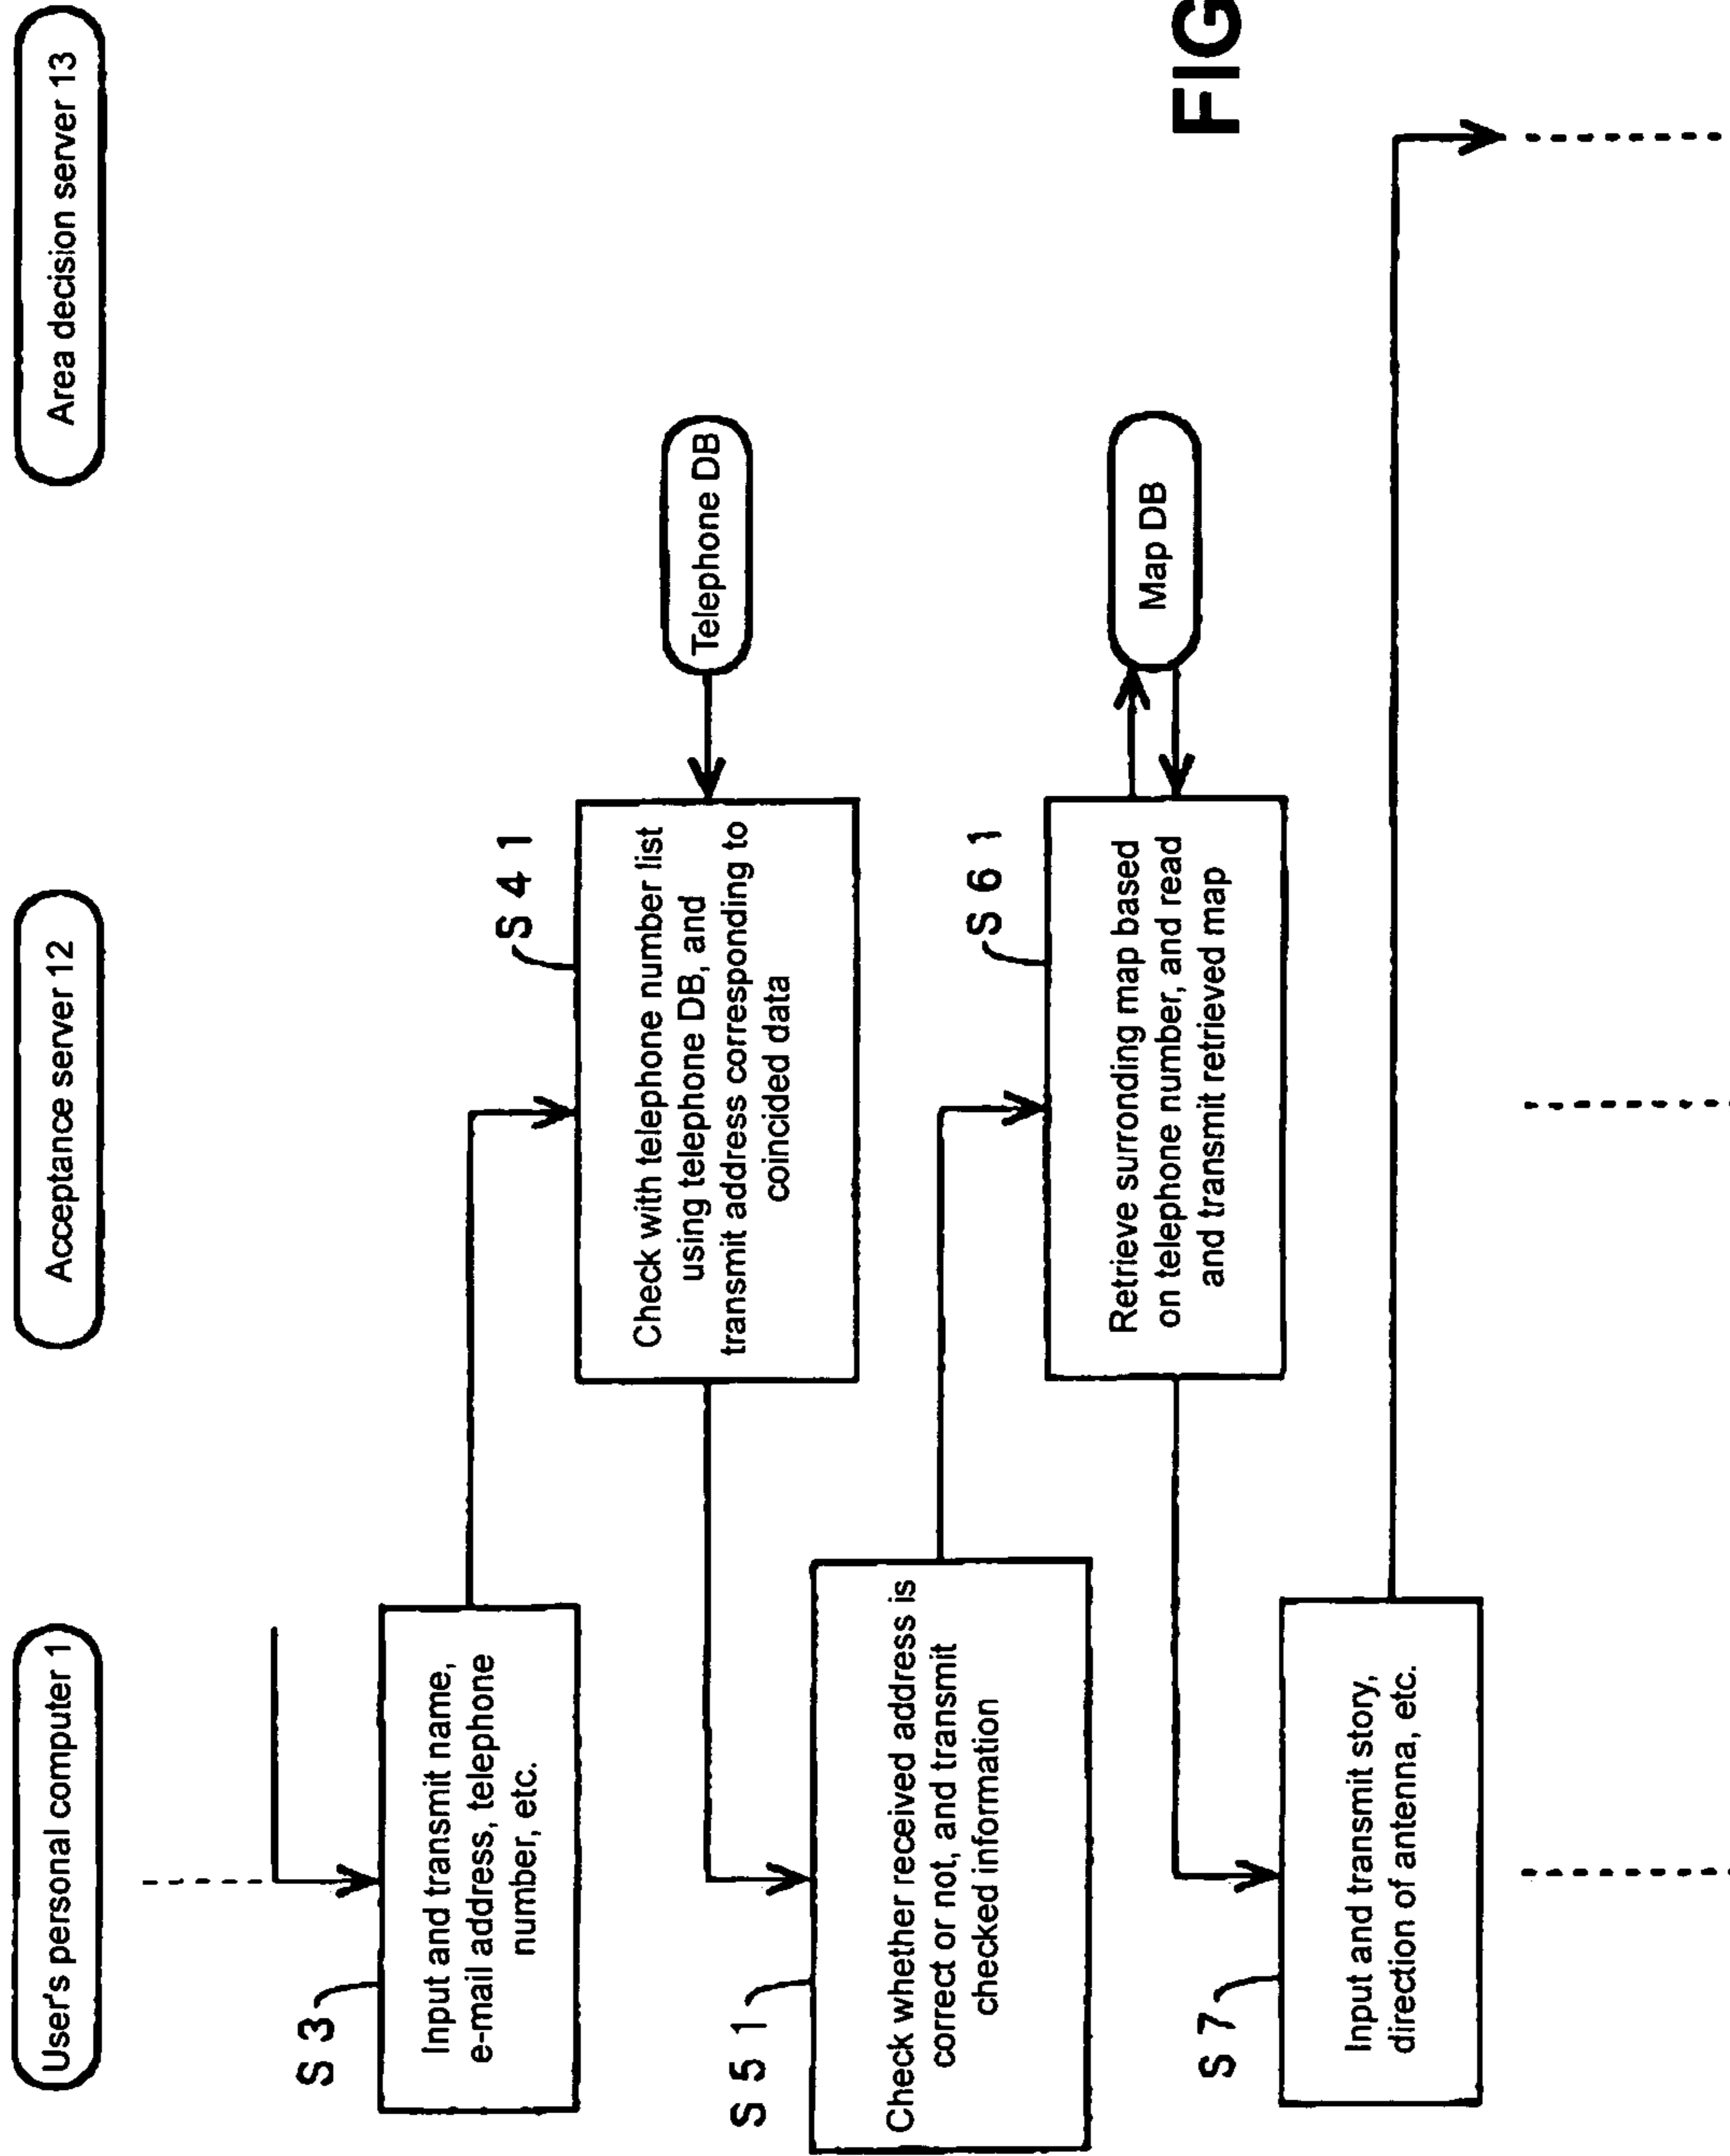 User's personal computer 1
Acceptance server 12
Area decision server 13
S 3
Input and transmit name,
e-mail address, telephone
number, etc.
S 4 1
Check with telephone number list
using telephone DB, and
transmit address corresponding to
coincided data
Telephone DB
S 5 1
Check whether received address is
correct or not, and transmit
checked information
S 6 1
Retrieve surronding map based
on telephone number, and read
and transmit retrieved map
Map DB
S 7
Input and transmit story,
direction of antenna, etc.
FIG